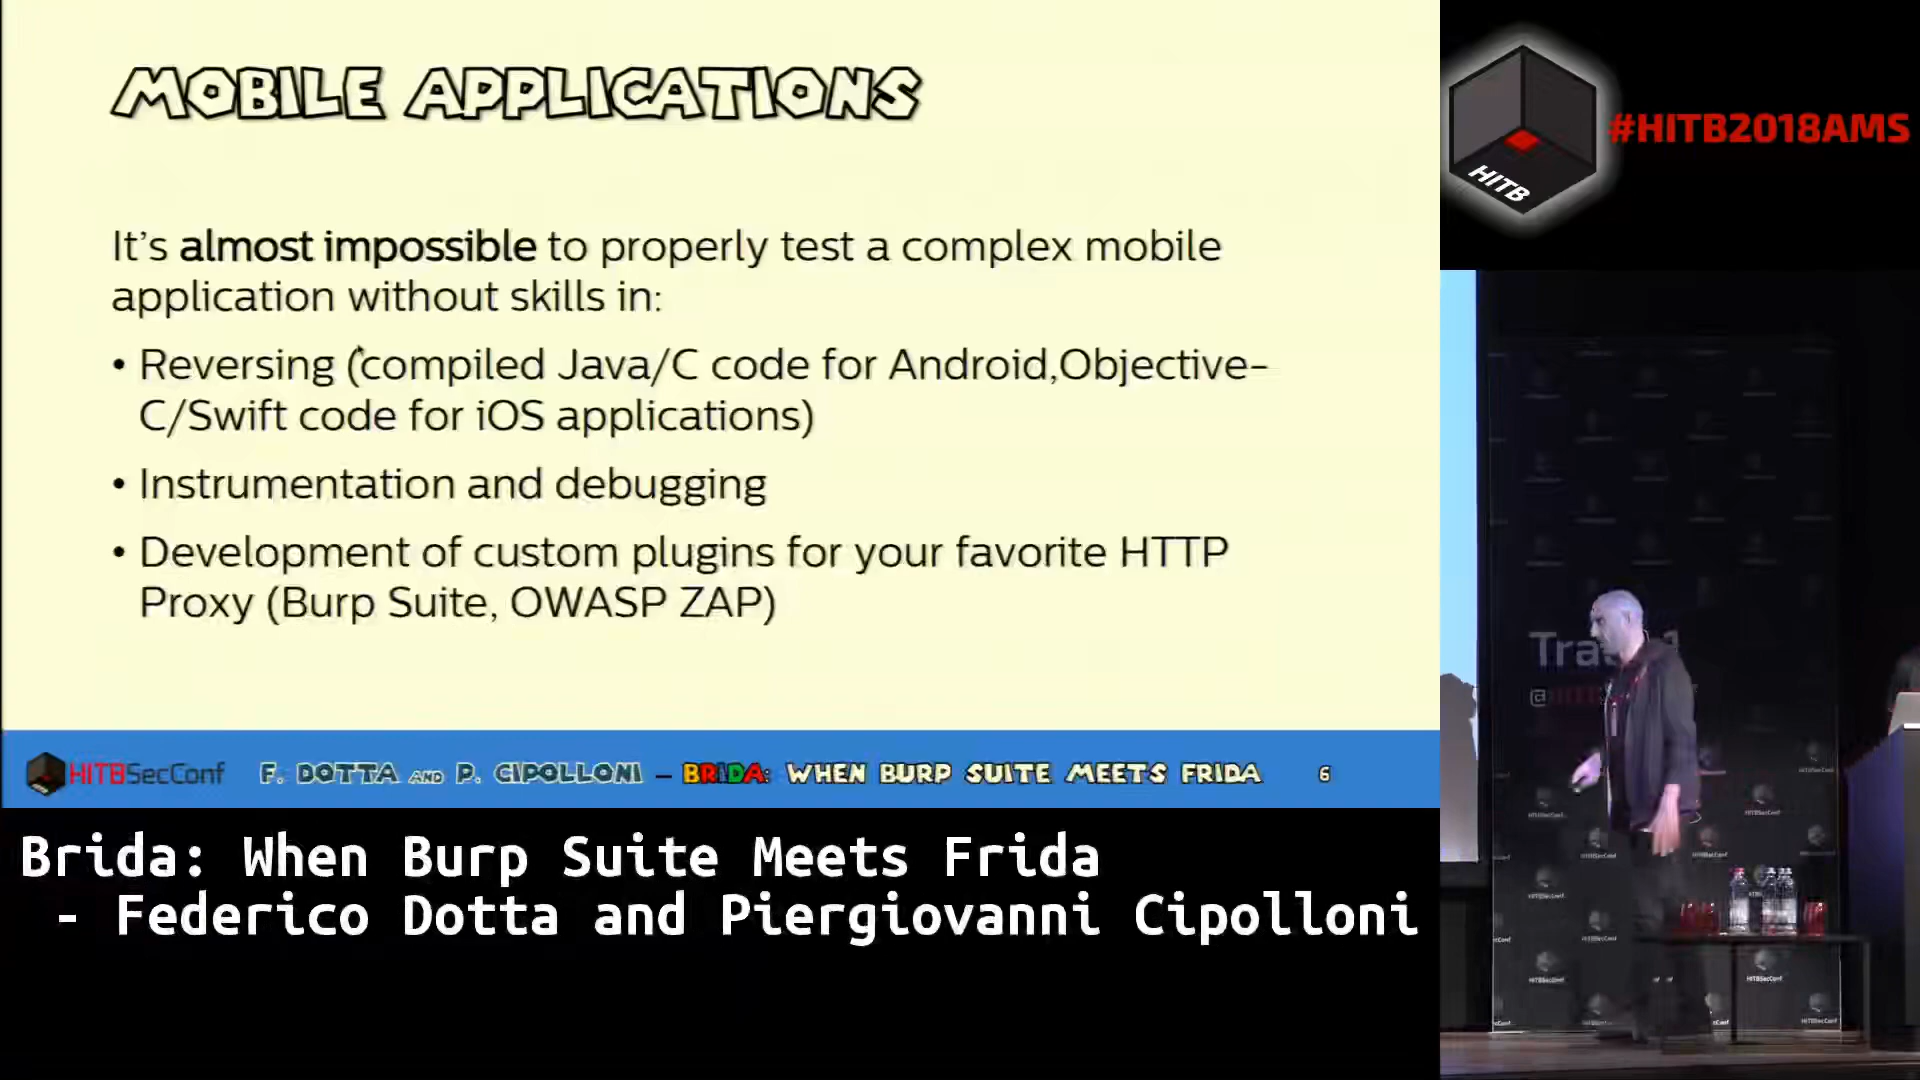 MOBILE APPLICATIONS
It's almost impossible to properly test a complex mobile
application without skills in:
• Reversing (compiled Java/C code for Android,Objective-
C/Swift code for iOS applications)
• Instrumentation and debugging
• Development of custom plugins for your favorite HTTP
Proxy (Burp Suite, OWASP ZAP)
HITBSecConf F. DOTTA AND P. CIPOLLONI – BRIDA: WHEN BURP SUITE MEETS FRIDA 6
Brida: When Burp Suite Meets Frida
- Federico Dotta and Piergiovanni Cipolloni
HITB
#HITB2018AMS
HITBSecConf